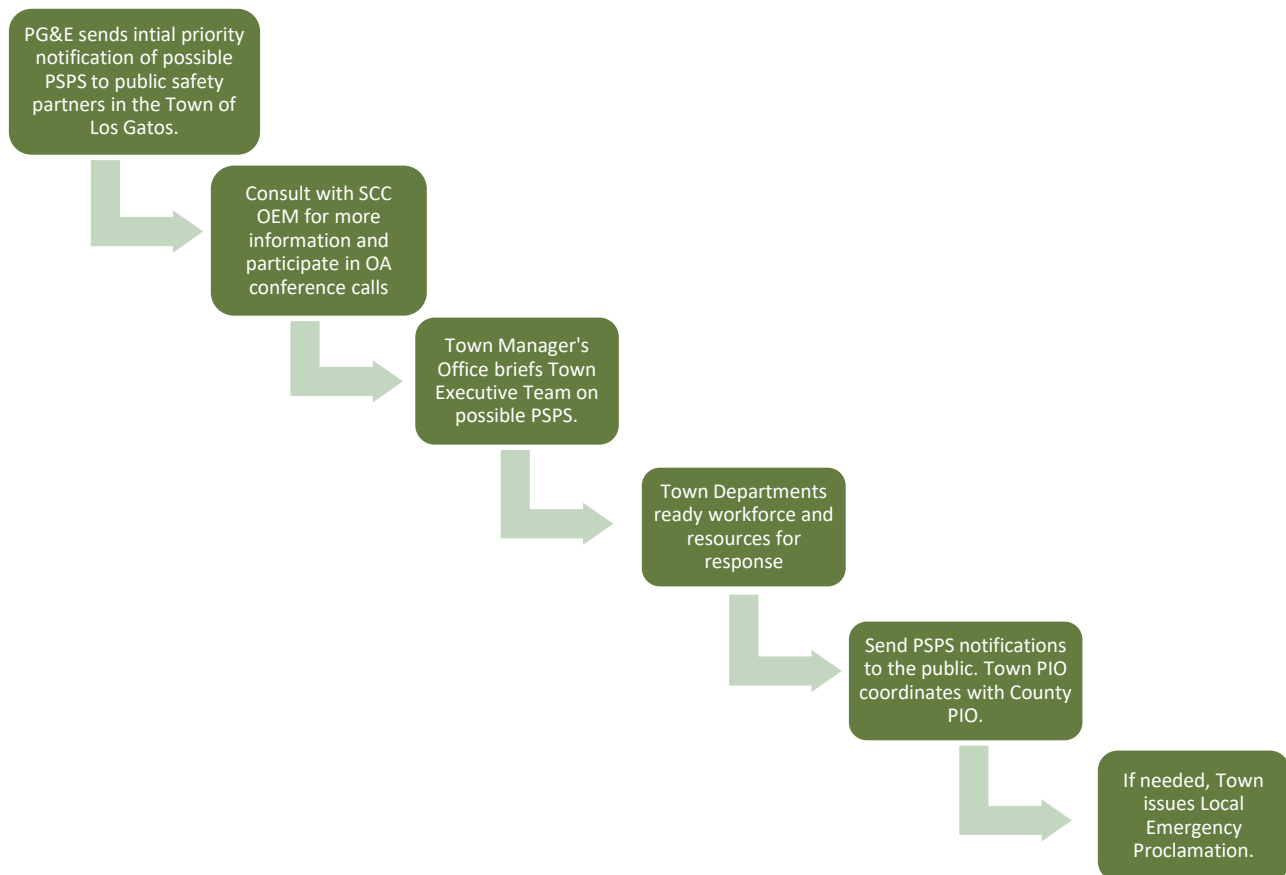 PG&E sends intial priority
notification of possible
PSPS to public safety
partners in the Town of
Los Gatos.
Consult with SCC
OEM for more
information and
participate in OA
conference calls
Town Manager's
Office briefs Town
Executive Team on
possible PSPS.
Town Departments
ready workforce and
resources for
response
Send PSPS notifications
to the public. Town PIO
coordinates with County
PIO.
If needed, Town
issues Local
Emergency
Proclamation.